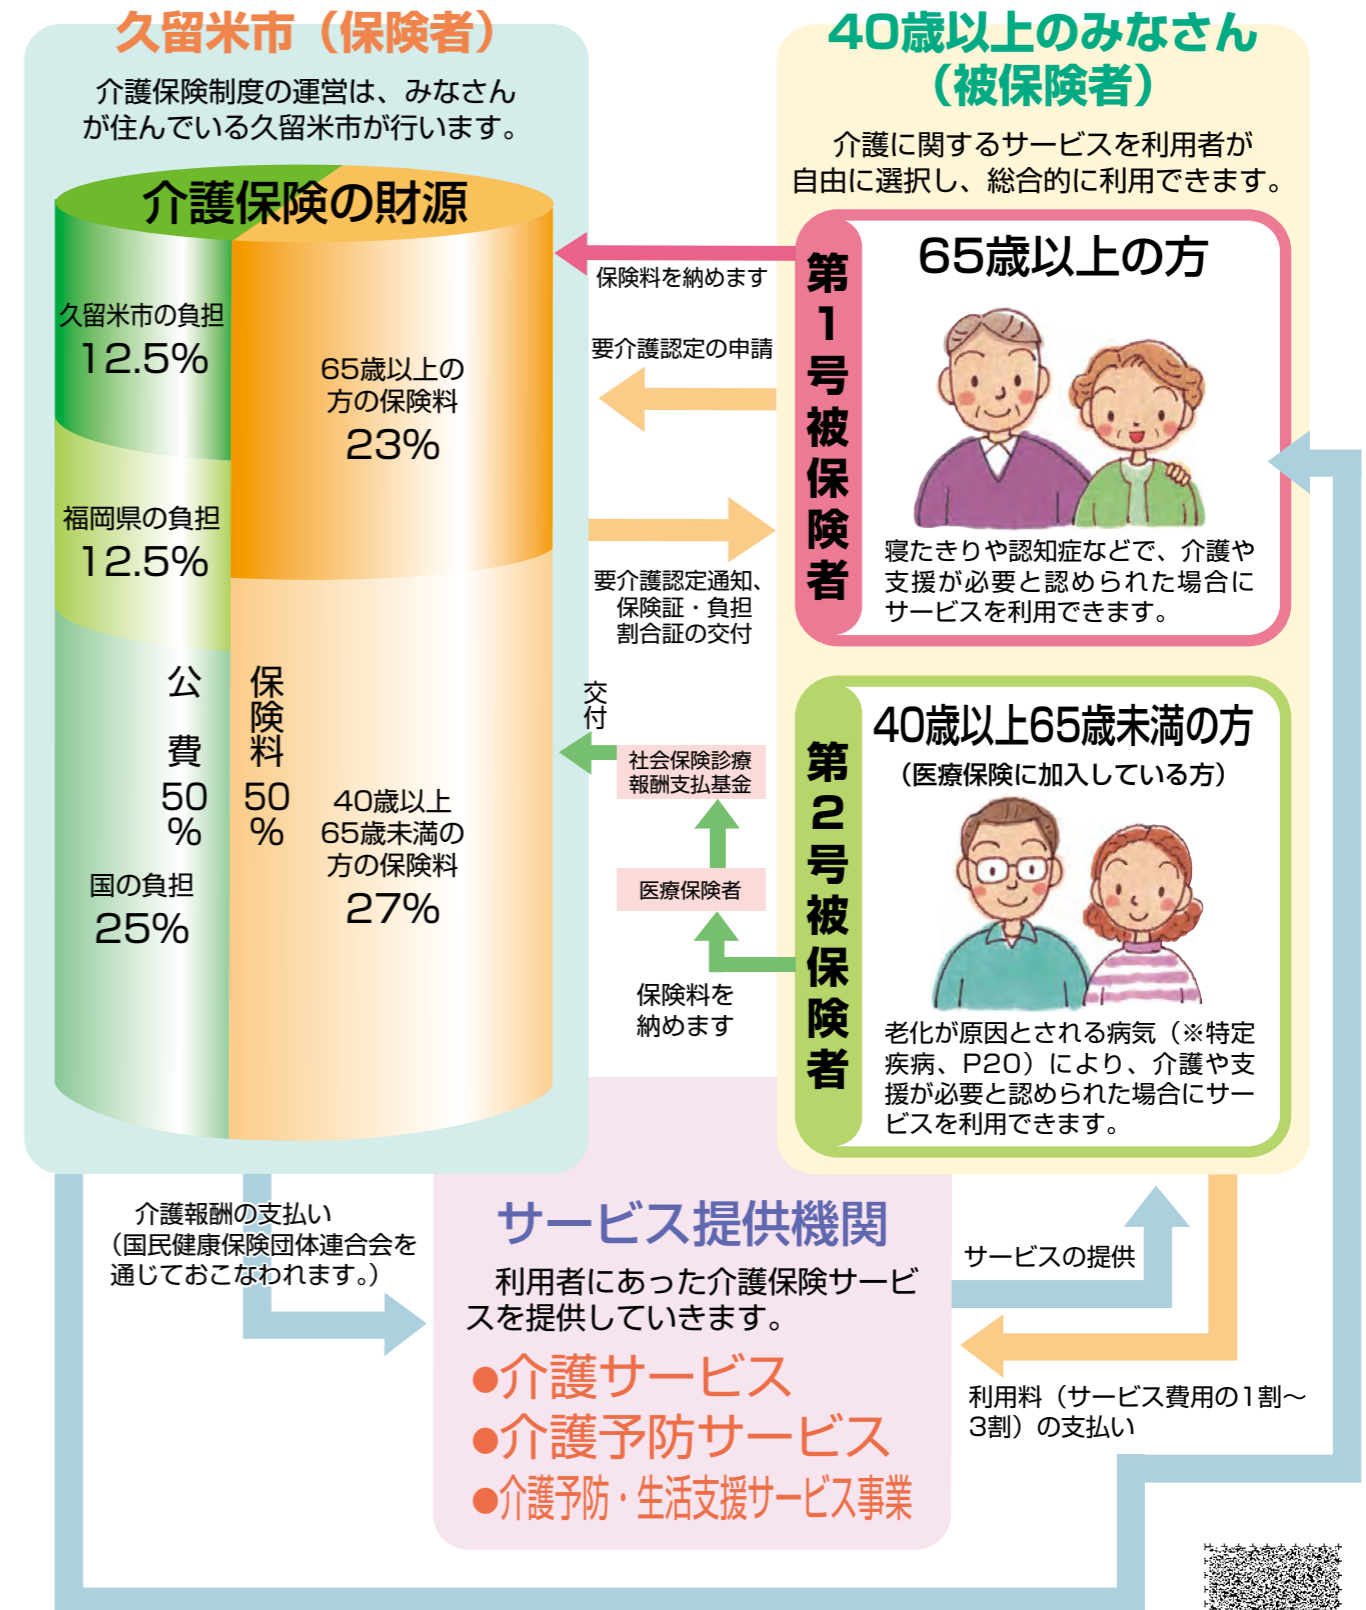 久留米市（保険者）
介護保険制度の運営は、みなさん
が住んでいる久留米市が行います。
介護保険の財源
久留米市の負担
12.5%
福岡県の負担
12.5%
公費
50
%
国の負担
25%
65歳以上の
方の保険料
23%
保険料
50
%
40歳以上
65歳未満の
方の保険料
27%
保険料を納めます
要介護認定の申請
要介護認定通知、
保険証・負担
割合証の交付
交付
社会保険診療
報酬支払基金
医療保険者
保険料を
納めます
40歳以上のみなさん
（被保険者）
介護に関するサービスを利用者が
自由に選択し、総合的に利用できます。
第1号被保険者
65歳以上の方
寝たきりや認知症などで、介護や
支援が必要と認められた場合に
サービスを利用できます。
第2号被保険者
40歳以上65歳未満の方
（医療保険に加入している方）
老化が原因とされる病気（※特定
疾病、P20）により、介護や支
援が必要と認められた場合にサー
ビスを利用できます。
介護報酬の支払い
（国民健康保険団体連合会を
通じておこなわれます。）
サービス提供機関
利用者にあった介護保険サービ
スを提供していきます。
●介護サービス
●介護予防サービス
●介護予防・生活支援サービス事業
サービスの提供
利用料（サービス費用の1割～
3割）の支払い